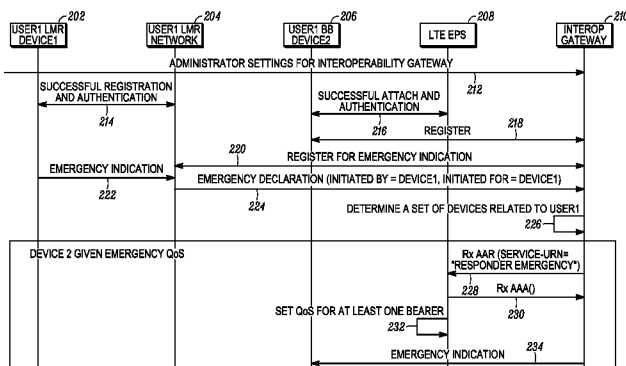 202
204
206
208
210
USER1 LMR
DEVICE1
USER1 LMR
NETWORK
USER1 BB
DEVICE2
LTE EPS
INTEROP
GATEWAY
ADMINISTRATOR SETTINGS FOR INTEROPERABILITY GATEWAY
212
SUCCESSFUL REGISTRATION
AND AUTHENTICATION
214
SUCCESSFUL ATTACH AND
AUTHENTICATION
216
REGISTER
218
220
REGISTER FOR EMERGENCY INDICATION
EMERGENCY INDICATION
222
EMERGENCY DECLARATION (INITIATED BY = DEVICE1, INITIATED FOR = DEVICE1)
224
DETERMINE A SET OF DEVICES RELATED TO USER1
226
DEVICE 2 GIVEN EMERGENCY QoS
Rx AAR (SERVICE-URN=
"RESPONDER EMERGENCY")
228
Rx AAA()
230
SET QoS FOR AT LEAST ONE BEARER
232
EMERGENCY INDICATION
234